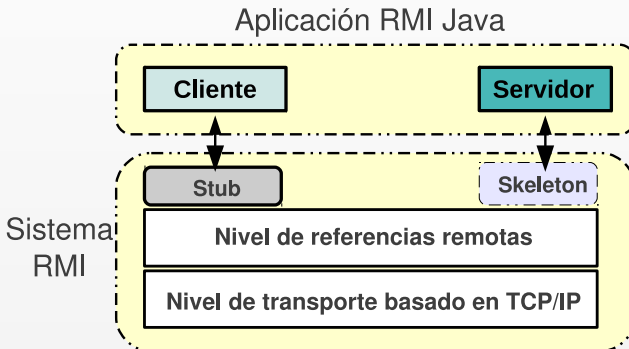 Aplicación RMI Java
Cliente
Servidor
Stub
Skeleton
Sistema
RMI
Nivel de referencias remotas
Nivel de transporte basado en TCP/IP